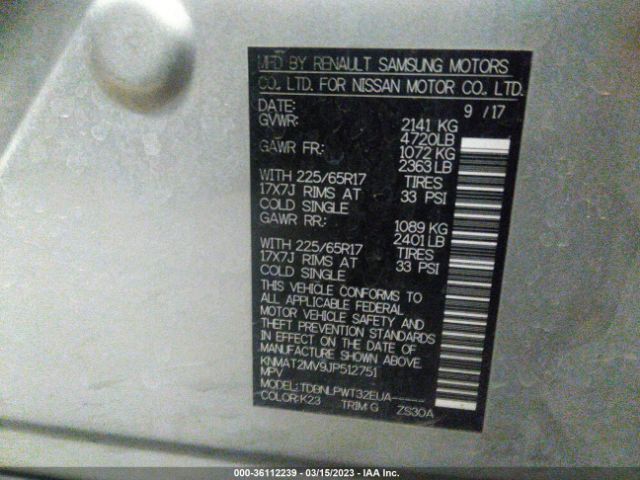 MFD BY RENAULT SAMSUNG MOTORS
CO., LTD. FOR NISSAN MOTOR CO., LTD.
DATE: 9 / 17
GVWR: 2141 KG
4720LB
GAWR FR: 1072 KG
2363 LB
WITH 225/65R17 TIRES
17X7J RIMS AT 33 PSI
COLD SINGLE
GAWR RR: 1089 KG
2401 LB
WITH 225/65R17 TIRES
17X7J RIMS AT 33 PSI
COLD SINGLE
THIS VEHICLE CONFORMS TO
ALL APPLICABLE FEDERAL
MOTOR VEHICLE SAFETY AND
THEFT PREVENTION STANDARDS
IN EFFECT ON THE DATE OF
MANUFACTURE SHOWN ABOVE.
KNMAT2MV9JP512751
MPV
MODEL: TDBNLPWT32EUA------
COLOR: K23 TRIM: G ZS30A
000-36112239 - 03/15/2023 - IAA Inc.